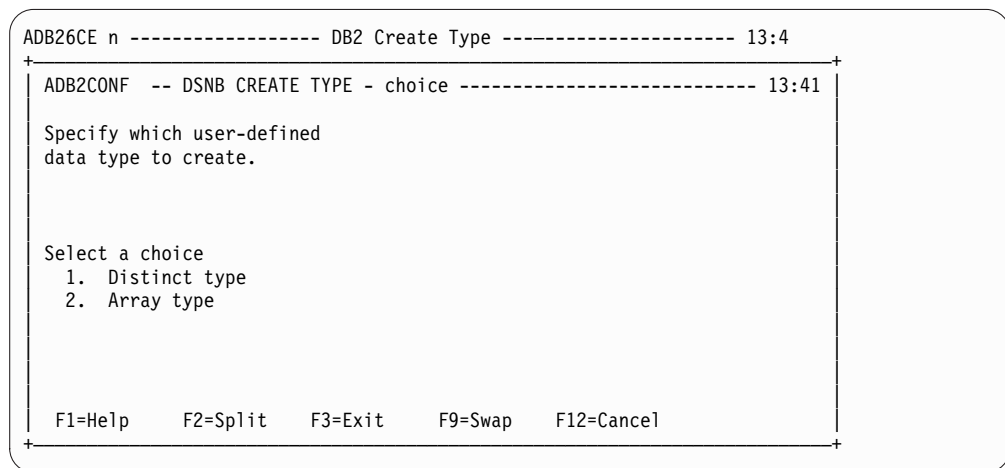 ADB26CE n ------------------ DB2 Create Type ---–------------------ 13:4
ADB2CONF -- DSNB CREATE TYPE - choice ---------------------------- 13:41
Specify which user-defined
data type to create.
Select a choice
1. Distinct type
2. Array type
F1=Help F2=Split F3=Exit F9=Swap F12=Cancel